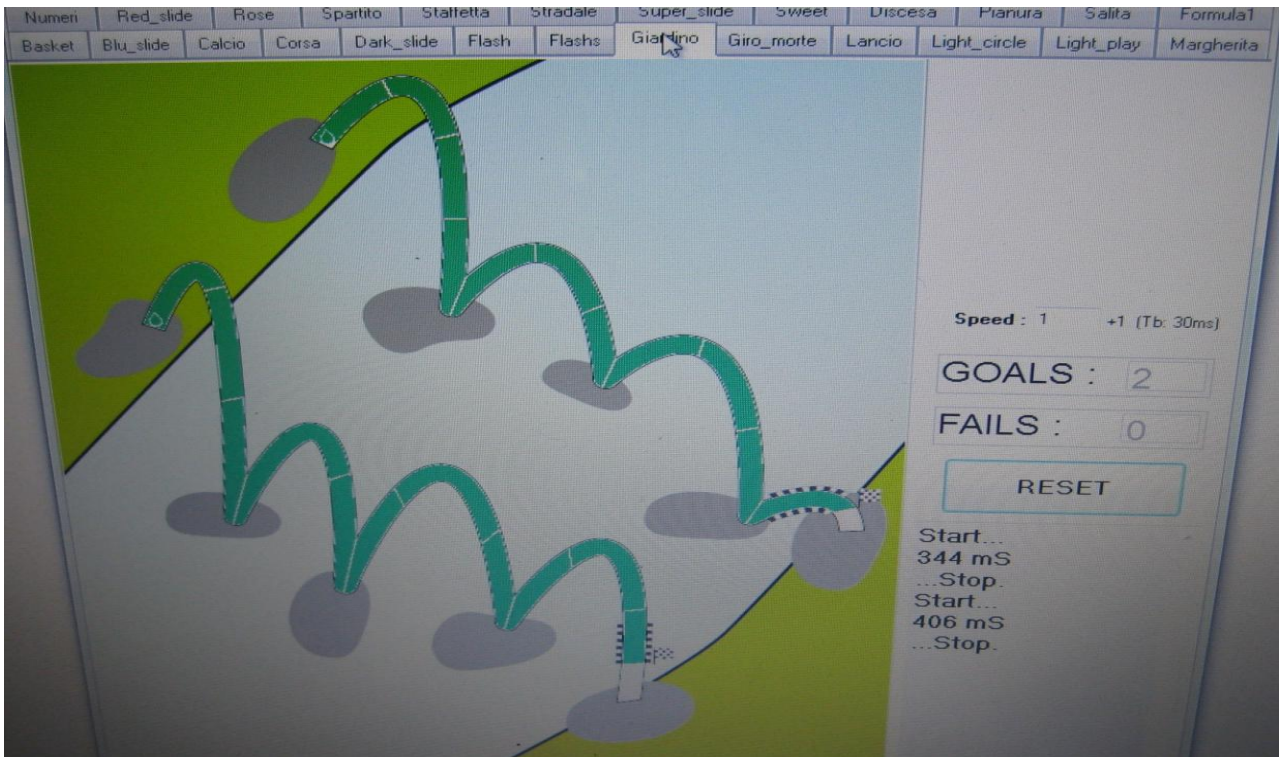 Numeri Red_slide Rose Spartito Staffetta Stradale Super_slide Sweet Discesa Pianura Salita Formula1
Basket Blu_slide Calcio Corsa Dark_slide Flash Flashs Giardino Giro_morte Lancio Light_circle Light_play Margherita
Speed : 1 +1 (Tb: 30ms)
GOALS : 2
FAILS : 0
RESET
Start...
344 mS
...Stop.
Start...
406 mS
...Stop.